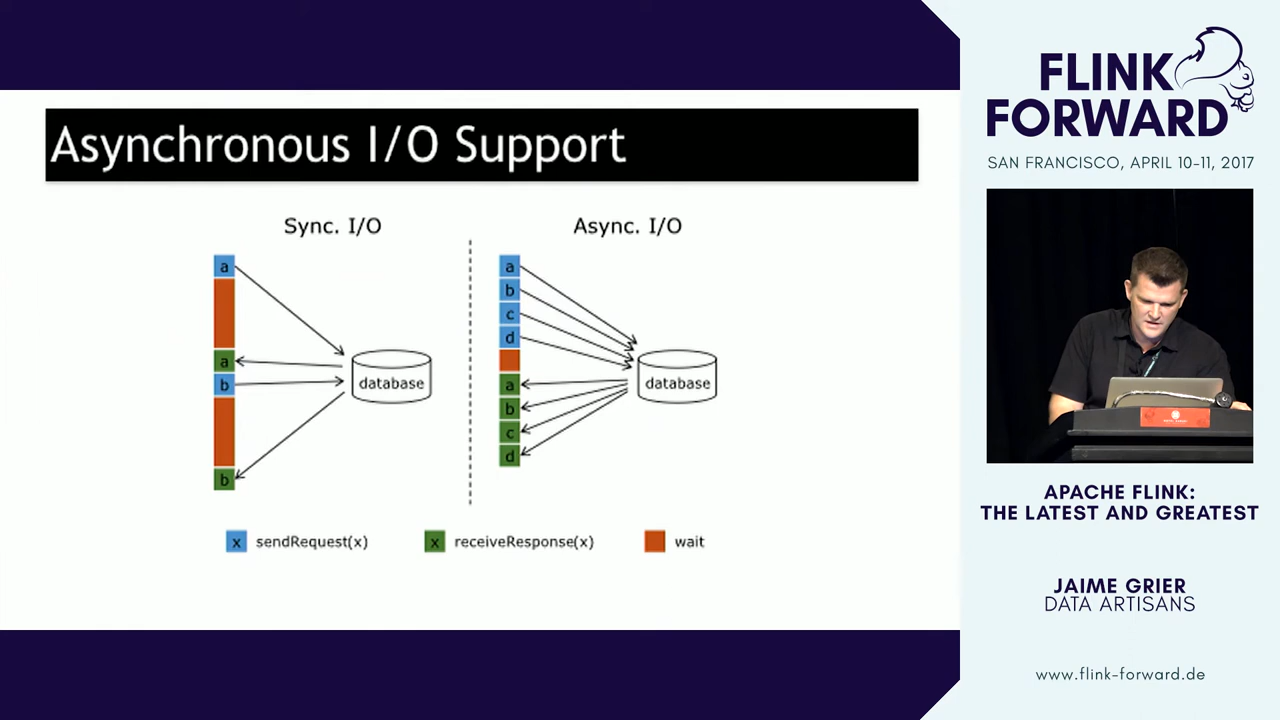 Asynchronous I/O Support
Sync. I/O
Async. I/O
a
a
b
b
database
a
b
c
d
a
b
c
d
database
x sendRequest(x)
x receiveResponse(x)
wait
FLINK
FORWARD
SAN FRANCISCO, APRIL 10-11, 2017
APACHE FLINK:
THE LATEST AND GREATEST
JAIME GRIER
DATA ARTISANS
www.flink-forward.de